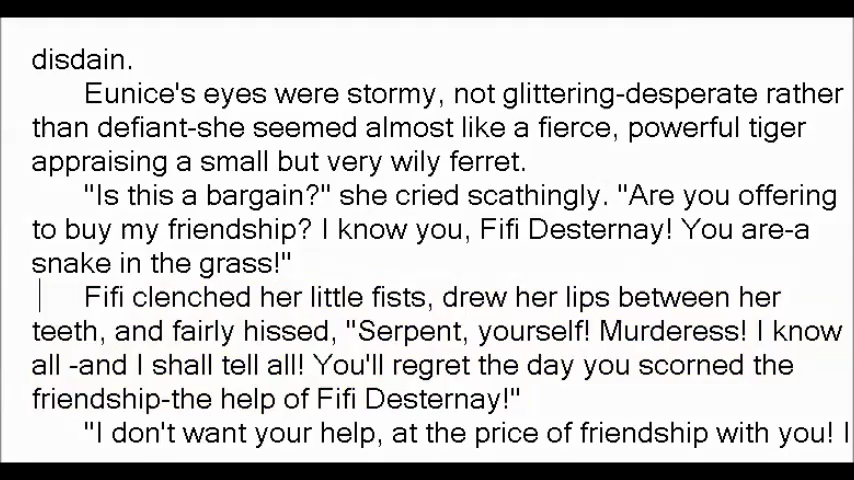 disdain.
Eunice's eyes were stormy, not glittering-desperate rather
than defiant-she seemed almost like a fierce, powerful tiger
appraising a small but very wily ferret.
"Is this a bargain?" she cried scathingly. "Are you offering
to buy my friendship? I know you, Fifi Desternay! You are-a
snake in the grass!"
Fifi clenched her little fists, drew her lips between her
teeth, and fairly hissed, "Serpent, yourself! Murderess! I know
all -and I shall tell all! You'll regret the day you scorned the
friendship-the help of Fifi Desternay!"
"I don't want your help, at the price of friendship with you! I